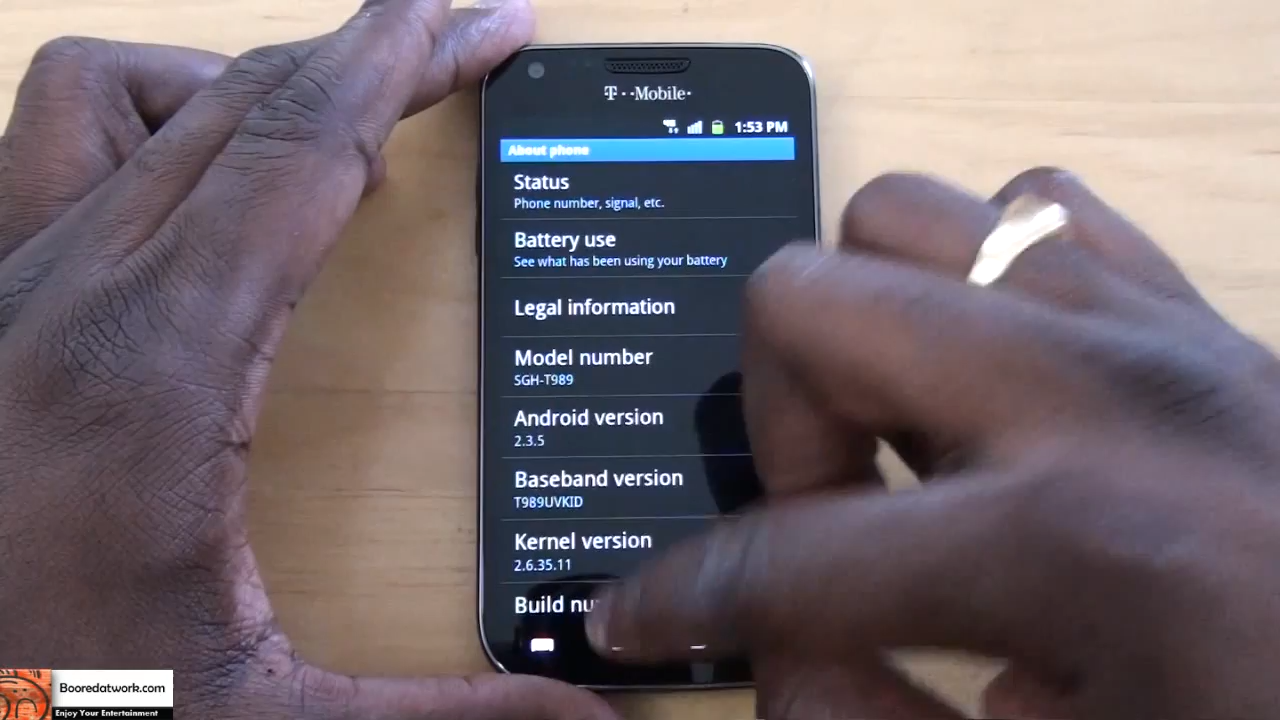 T··Mobile·
1:53 PM
About phone
Status
Phone number, signal, etc.
Battery use
See what has been using your battery
Legal information
Model number
SGH-T989
Android version
2.3.5
Baseband version
T989UVKID
Kernel version
2.6.35.11
Build nu
Booredatwork.com
Enjoy Your Entertainment